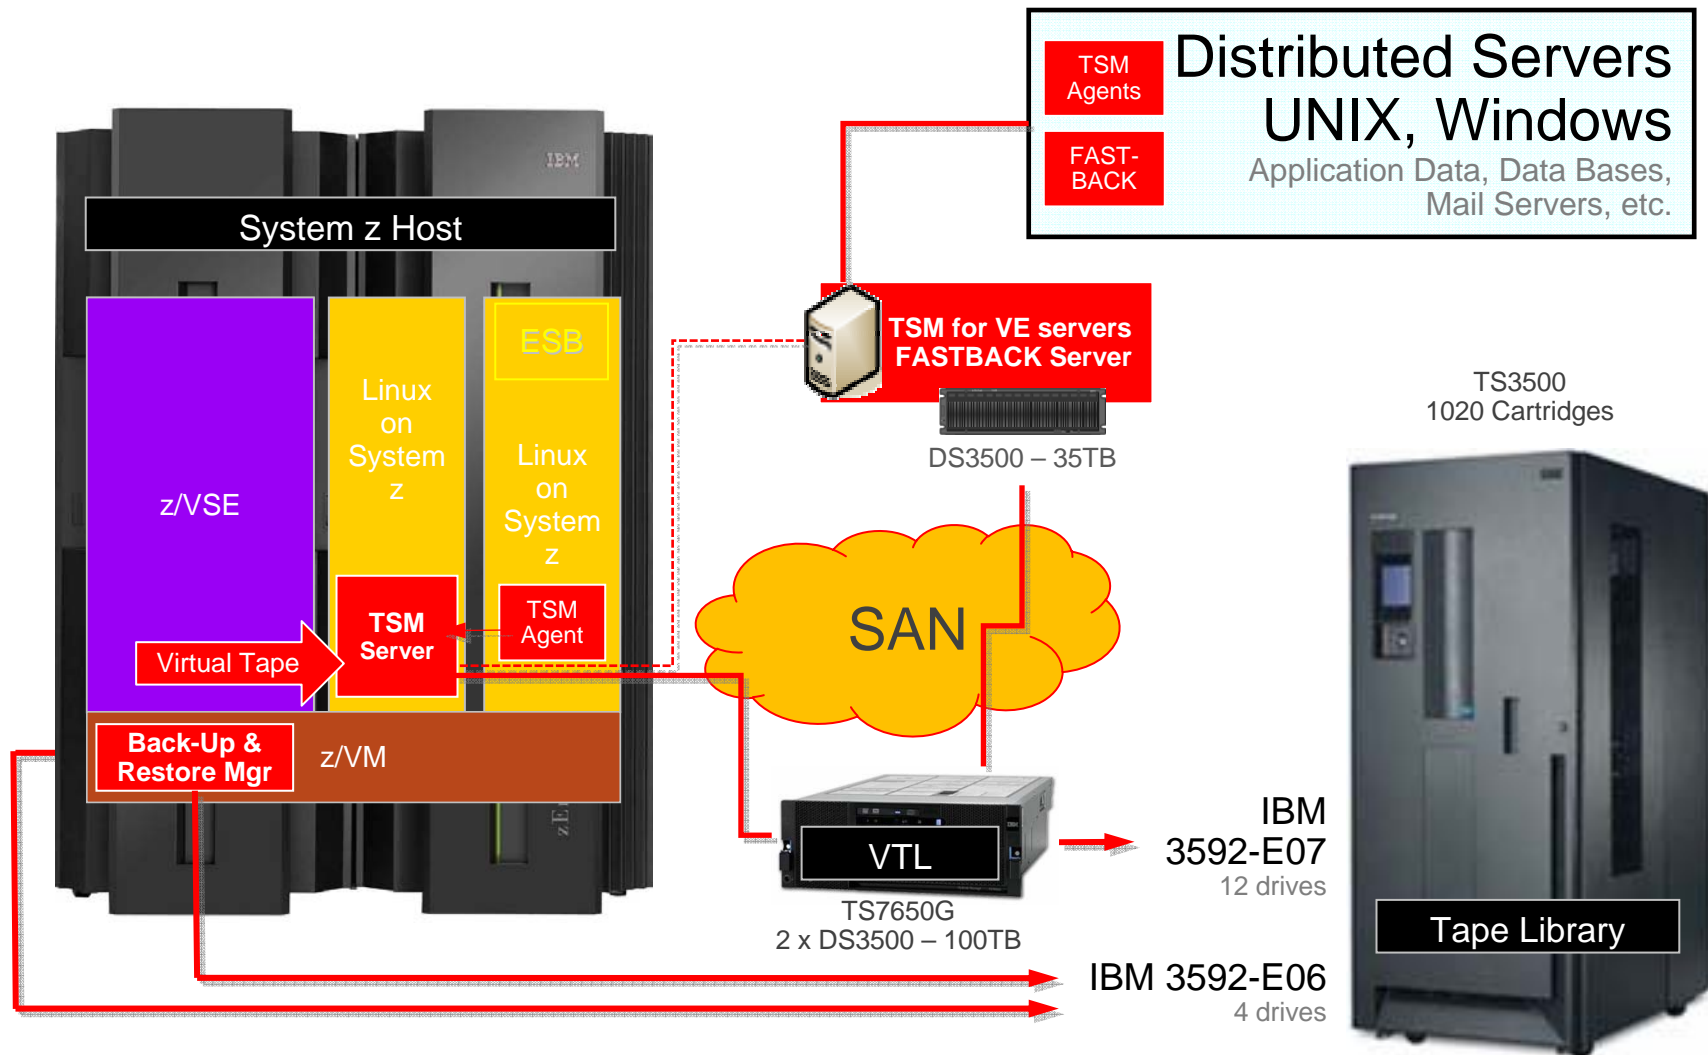 TSM
Agents
FAST-
BACK
Distributed Servers
UNIX, Windows
Application Data, Data Bases,
Mail Servers, etc.
IBM
System z Host
z/VSE
Linux
on
System
z
ESB
Linux
on
System
z
TSM
Server
TSM
Agent
Virtual Tape
Back-Up &
Restore Mgr
z/VM
TSM for VE servers
FASTBACK Server
DS3500 – 35TB
SAN
VTL
TS7650G
2 x DS3500 – 100TB
IBM
3592-E07
12 drives
IBM 3592-E06
4 drives
TS3500
1020 Cartridges
Tape Library